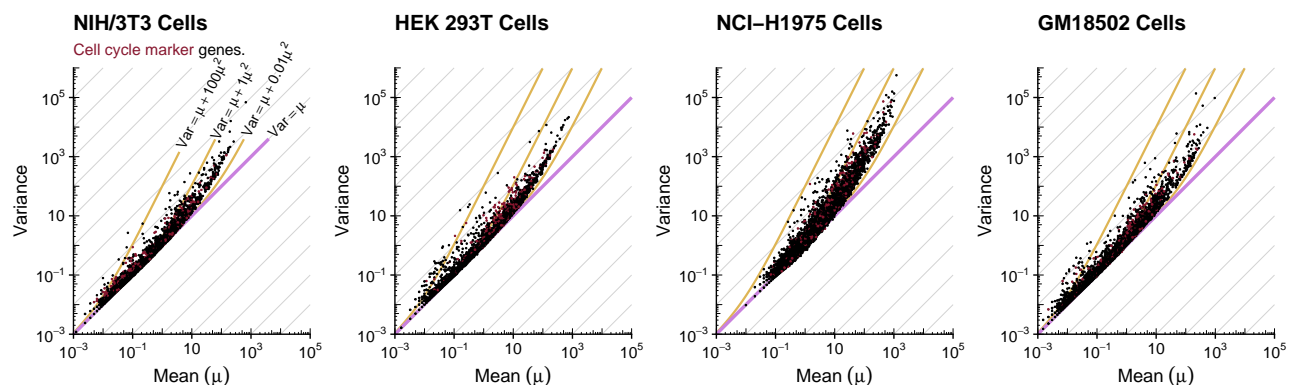 NIH/3T3 Cells
Cell cycle marker genes.
Var = μ + 100μ²
Var = μ + 1μ²
Var = μ + 0.01μ²
Var = μ
Variance
10⁵
10³
10
10⁻¹
10⁻³
10⁻³ 10⁻¹ 10 10³ 10⁵
Mean (μ)
HEK 293T Cells
Variance
10⁵
10³
10
10⁻¹
10⁻³
10⁻³ 10⁻¹ 10 10³ 10⁵
Mean (μ)
NCI−H1975 Cells
Variance
10⁵
10³
10
10⁻¹
10⁻³
10⁻³ 10⁻¹ 10 10³ 10⁵
Mean (μ)
GM18502 Cells
Variance
10⁵
10³
10
10⁻¹
10⁻³
10⁻³ 10⁻¹ 10 10³ 10⁵
Mean (μ)